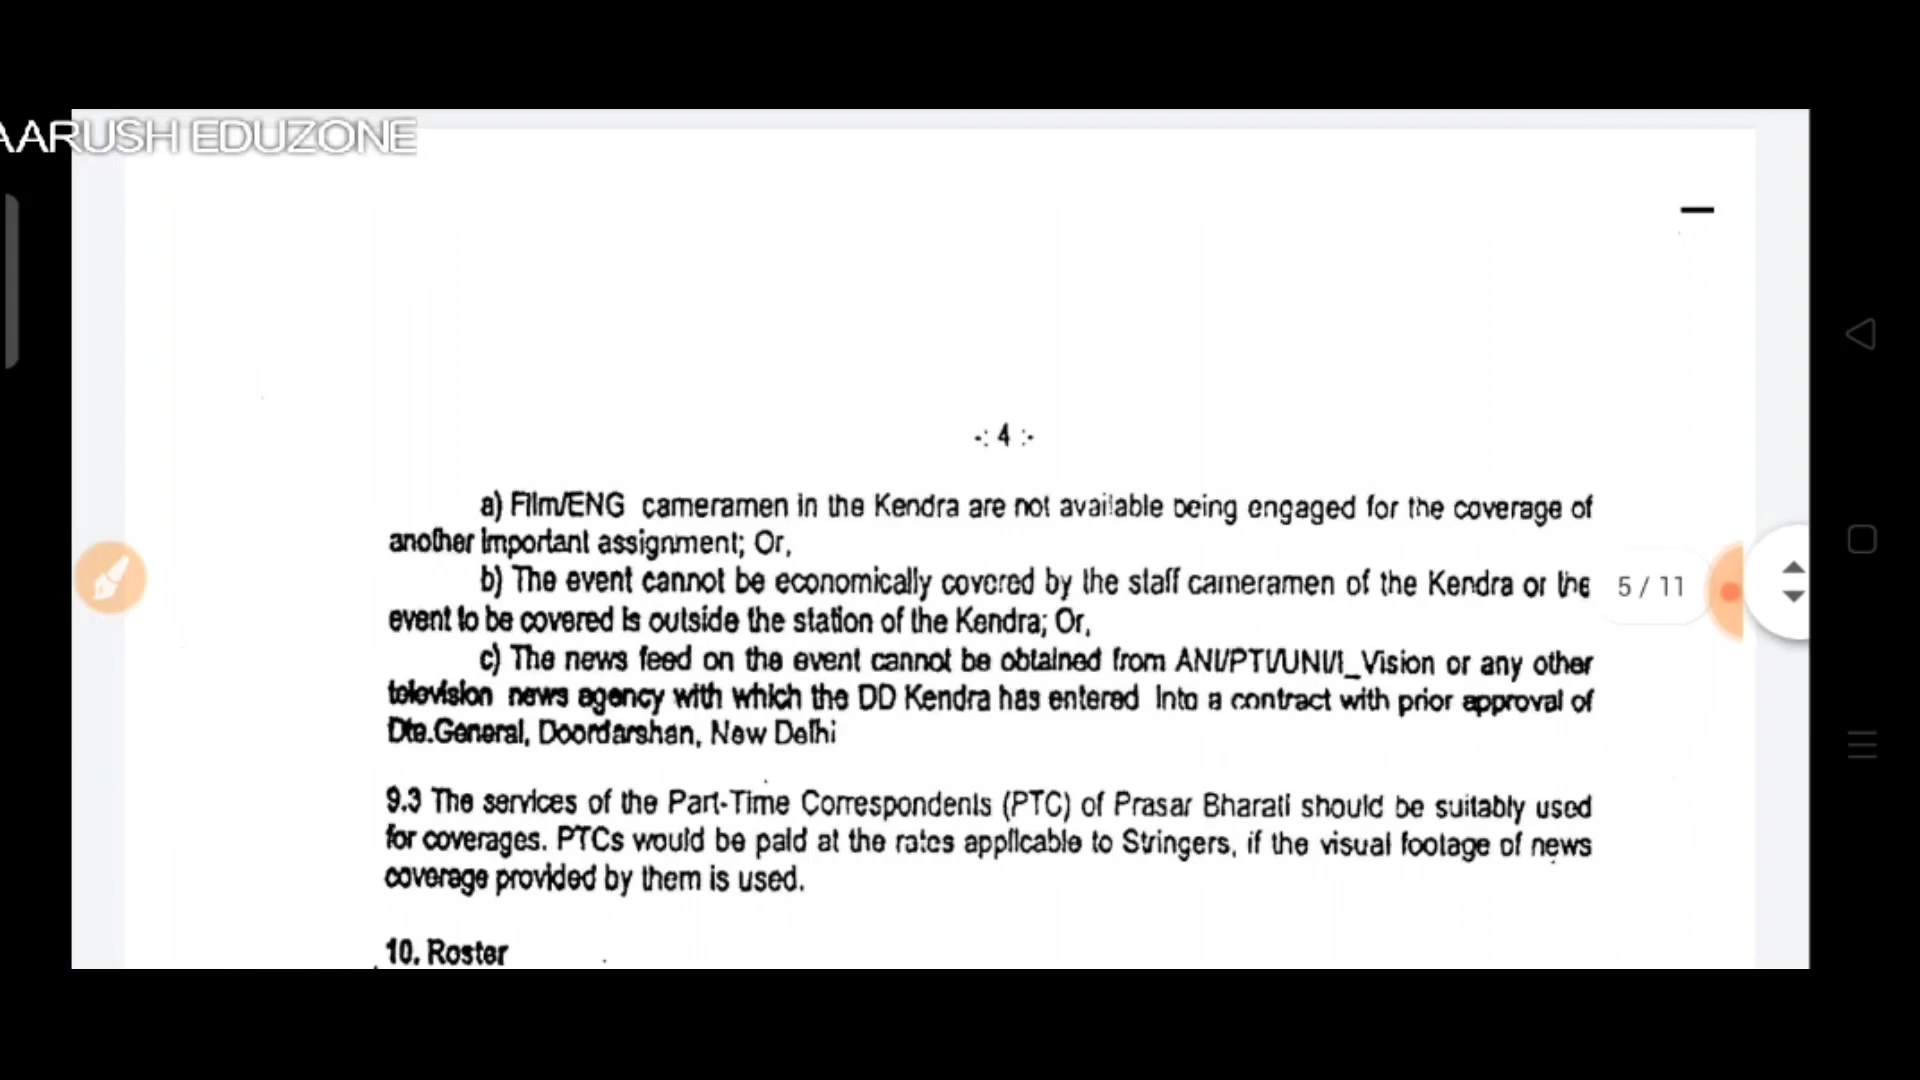 AARUSH EDUZONE
-: 4 :-
a) Film/ENG cameramen in the Kendra are not available being engaged for the coverage of
another important assignment; Or,
b) The event cannot be economically covered by the staff cameramen of the Kendra or the
event to be covered is outside the station of the Kendra; Or,
5 / 11
c) The news feed on the event cannot be obtained from ANI/PTI/UNI/I_Vision or any other
television news agency with which the DD Kendra has entered into a contract with prior approval of
Dte.General, Doordarshan, New Delhi
9.3 The services of the Part-Time Correspondents (PTC) of Prasar Bharati should be suitably used
for coverages. PTCs would be paid at the rates applicable to Stringers, if the visual footage of news
coverage provided by them is used.
10. Roster